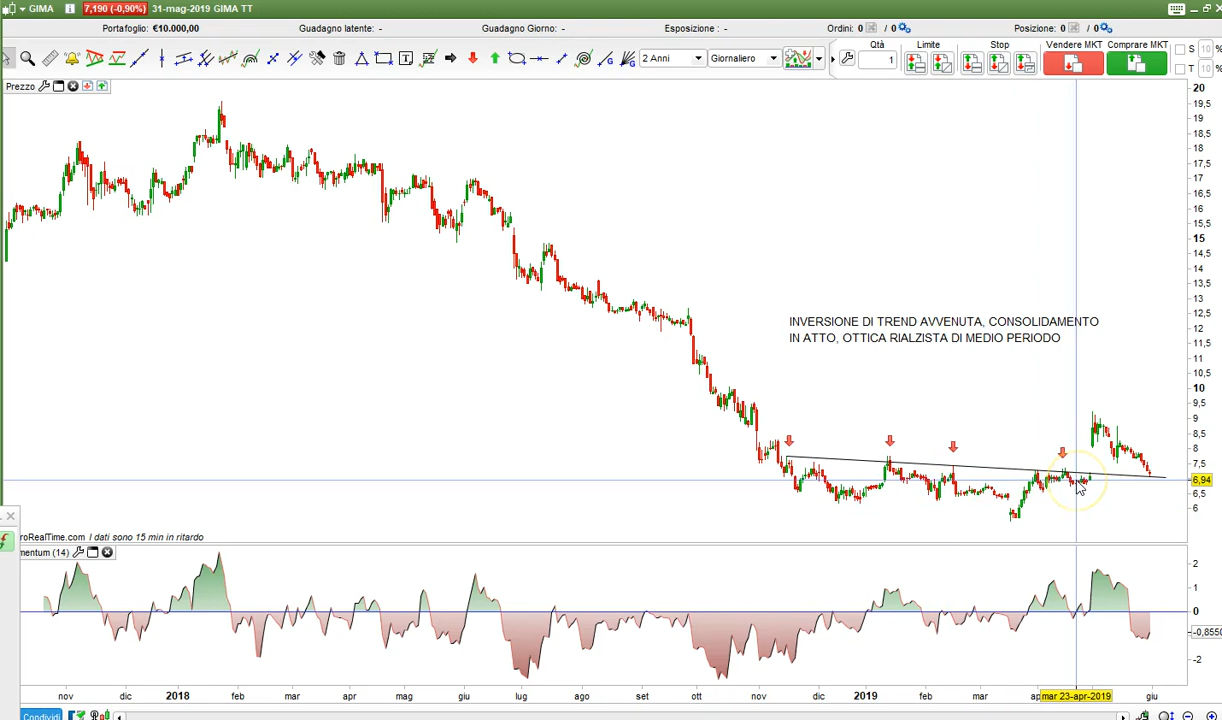 GIMA 7,190 (-0,90%) 31-mag-2019 GIMA TT
Portafoglio: €10.000,00 Guadagno latente: - Guadagno Giorno: - Esposizione : - Ordini: 0 / 0 Posizione: 0 / 0
Qtà Limite Stop Vendere MKT Comprare MKT
2 Anni Giornaliero 1
S 10 %
T 10 %
Prezzo
20
19,5
19
18,5
18
17,5
17
16,5
16
15,5
15
14,5
14
13,5
13
12,5
12
11,5
11
10,5
10
9,5
9
8,5
8
7,5
6,94
6,5
6
INVERSIONE DI TREND AVVENUTA, CONSOLIDAMENTO
IN ATTO, OTTICA RIALZISTA DI MEDIO PERIODO
roRealTime.com I dati sono 15 min in ritardo
mentum (14)
2
1
0
-0,8550
-2
nov dic 2018 feb mar apr mag giu lug ago set ott nov dic 2019 feb mar ap mar 23-apr-2019 giu
Condividi